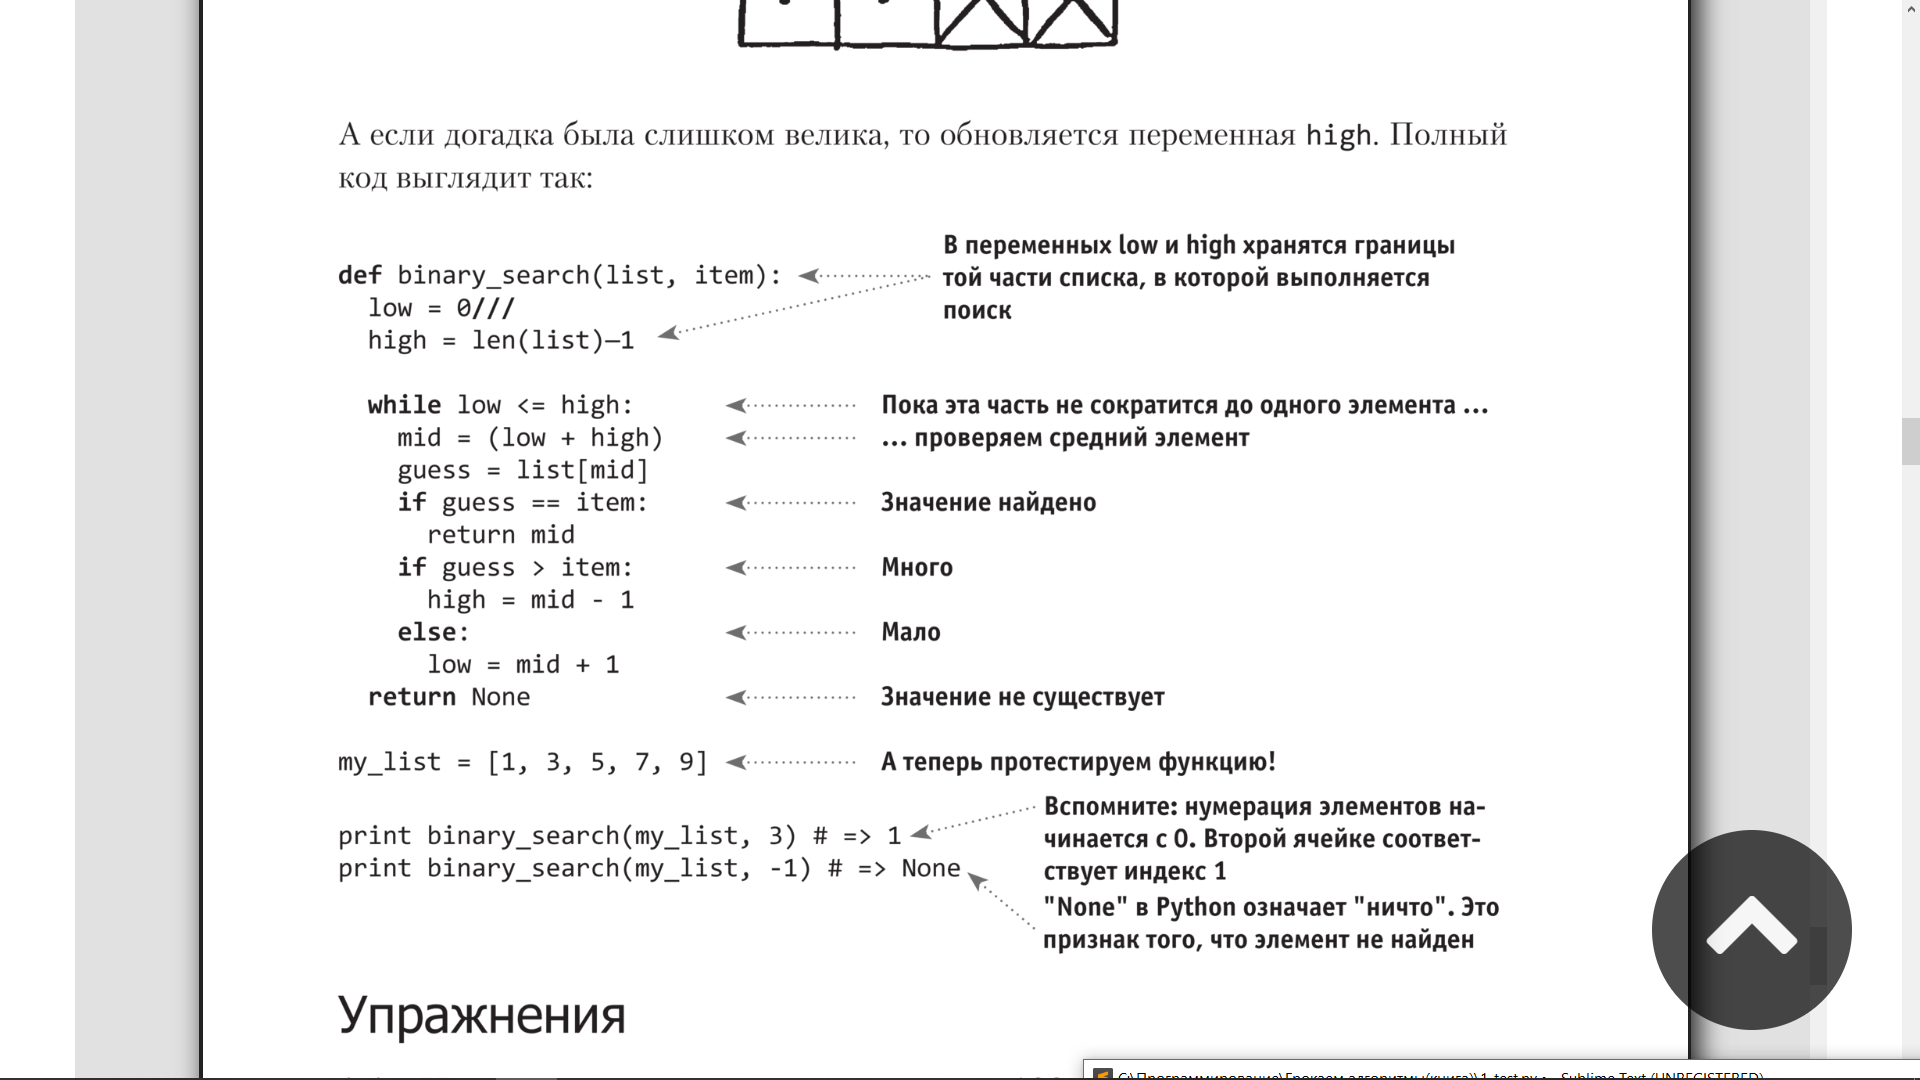 А если догадка была слишком велика, то обновляется переменная high. Полный
код выглядит так:
В переменных low и high хранятся границы
той части списка, в которой выполняется
поиск
def binary_search(list, item):
low = 0///
high = len(list)—1
while low <= high: Пока эта часть не сократится до одного элемента ...
mid = (low + high) ... проверяем средний элемент
guess = list[mid]
if guess == item: Значение найдено
return mid
if guess > item: Много
high = mid - 1
else: Мало
low = mid + 1
return None Значение не существует
my_list = [1, 3, 5, 7, 9] А теперь протестируем функцию!
print binary_search(my_list, 3) # => 1
print binary_search(my_list, -1) # => None
Вспомните: нумерация элементов на-
чинается с 0. Второй ячейке соответ-
ствует индекс 1
"None" в Python означает "ничто". Это
признак того, что элемент не найден
Упражнения
Sublime Text (UNREGISTERED)